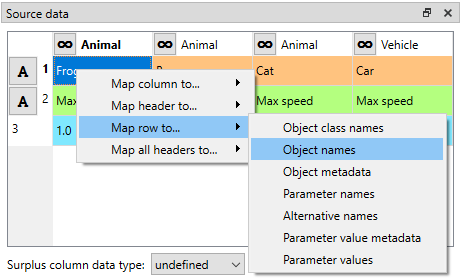 Source data
∞ Animal ∞ Animal ∞ Animal ∞ Vehicle
A 1 Cat Car
A 2 Max speed Max speed
3 1.0
Map column to...
Map header to...
Map row to...
Map all headers to...
Object class names
Object names
Object metadata
Parameter names
Alternative names
Parameter value metadata
Parameter values
Surplus column data type: undefined